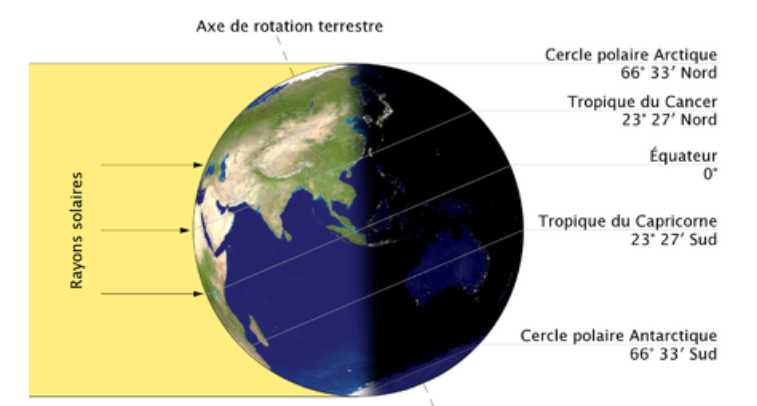 Axe de rotation terrestre
Cercle polaire Arctique
66° 33′ Nord
Tropique du Cancer
23° 27′ Nord
Équateur
0°
Rayons solaires
Tropique du Capricorne
23° 27′ Sud
Cercle polaire Antarctique
66° 33′ Sud